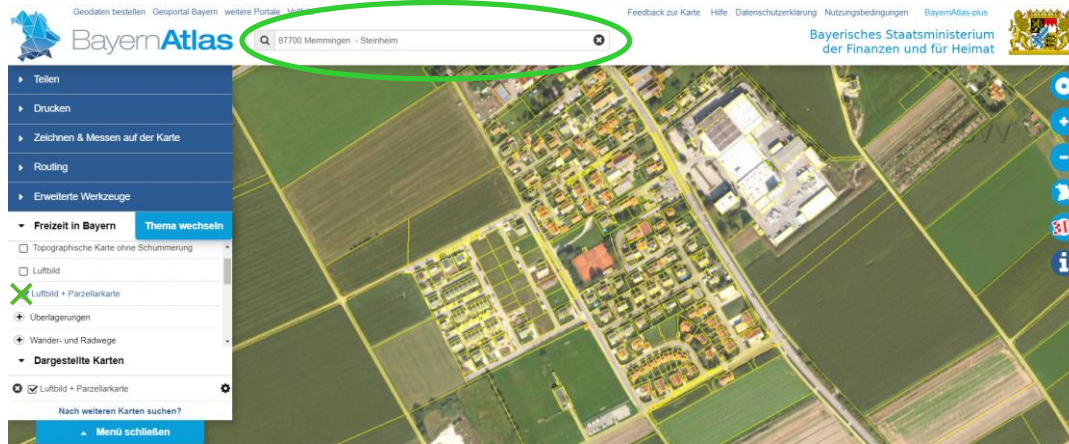 Geodaten bestellen Geoportal Bayern weitere Portale
Feedback zur Karte Hilfe Datenschutzerklärung Nutzungsbedingungen BayernAtlas-plus
BayernAtlas
87700 Memmingen - Steinheim
Bayerisches Staatsministerium
der Finanzen und für Heimat
Teilen
Drucken
Zeichnen & Messen auf der Karte
Routing
Erweiterte Werkzeuge
Freizeit in Bayern Thema wechseln
Topographische Karte ohne Schummerung
Luftbild
Luftbild + Parzellarkarte
Überlagerungen
Wander- und Radwege
Dargestellte Karten
Luftbild + Parzellarkarte
Nach weiteren Karten suchen?
Menü schließen
3D
i